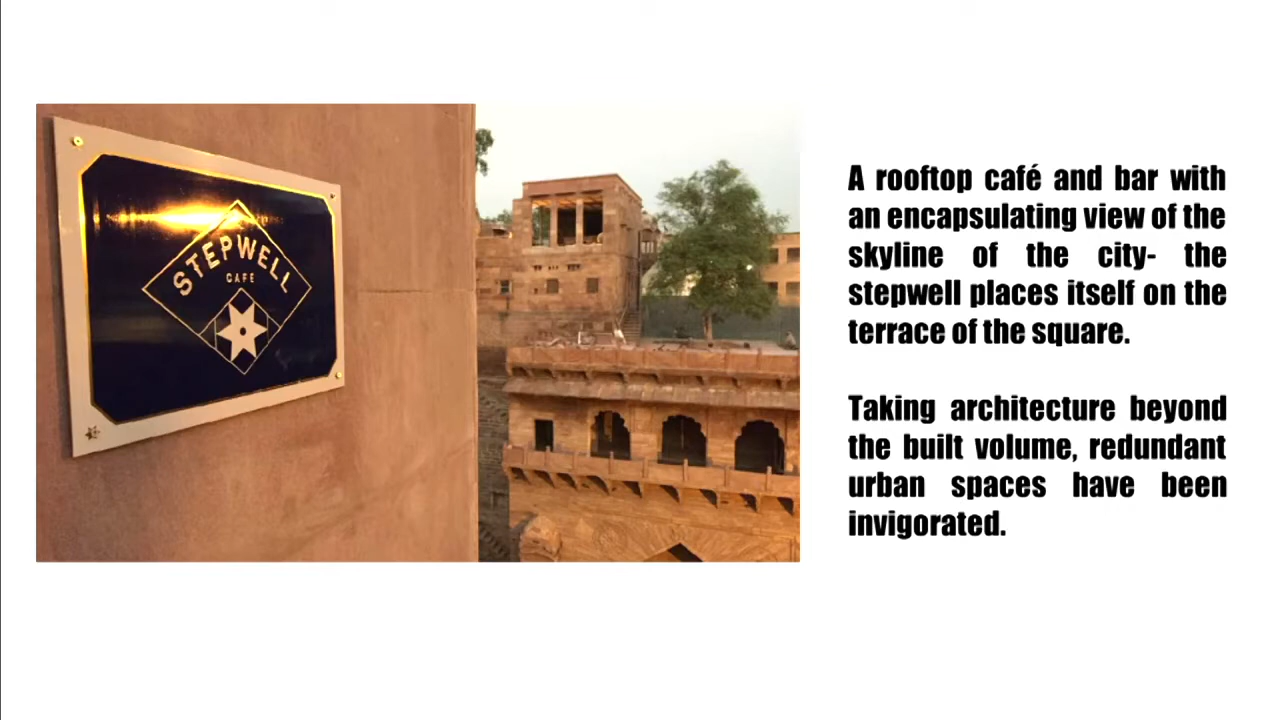 STEPWELL
CAFE
A rooftop café and bar with
an encapsulating view of the
skyline of the city- the
stepwell places itself on the
terrace of the square.
Taking architecture beyond
the built volume, redundant
urban spaces have been
invigorated.